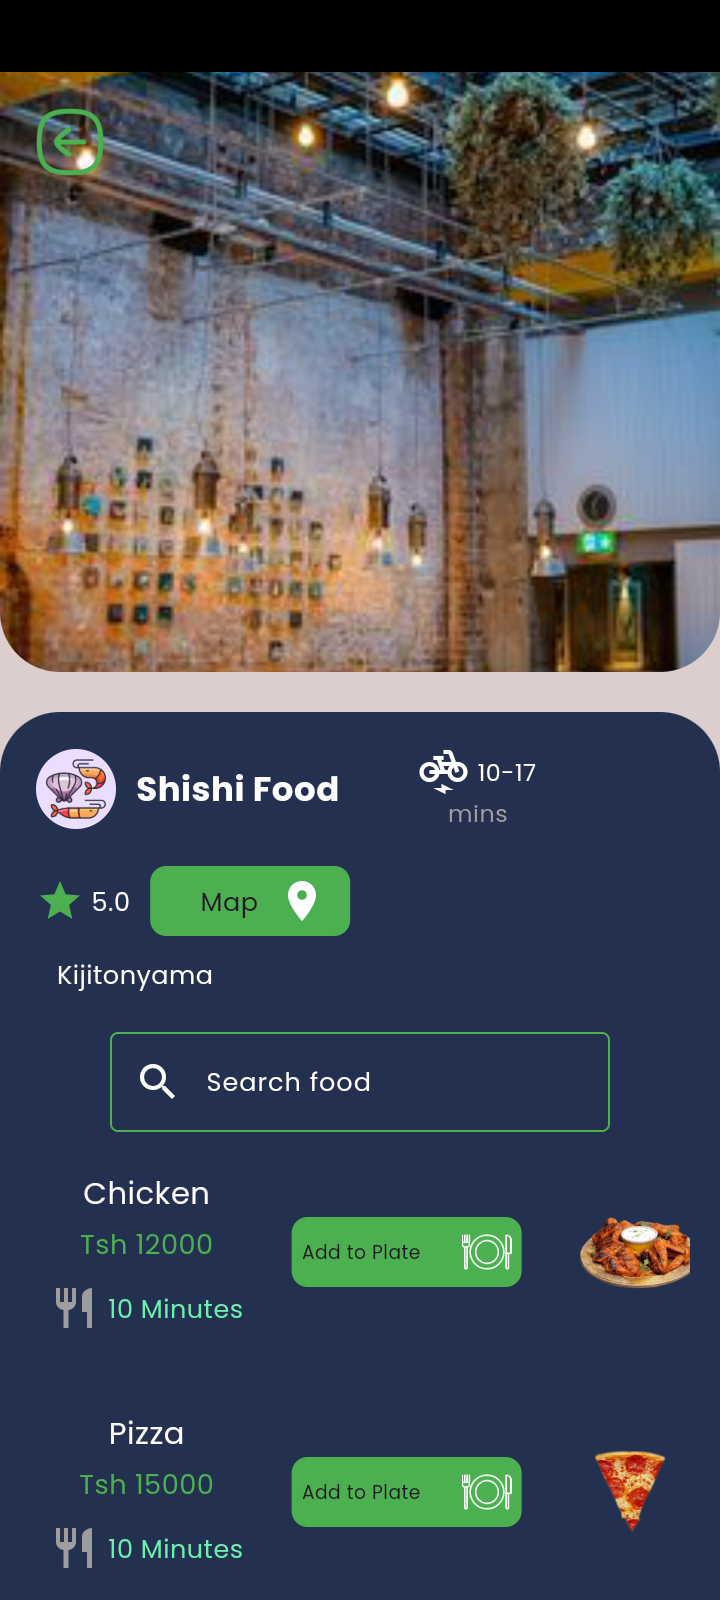 Shishi Food
10-17
mins
5.0
Map
Kijitonyama
Search food
Chicken
Tsh 12000
Add to Plate
10 Minutes
Pizza
Tsh 15000
Add to Plate
10 Minutes